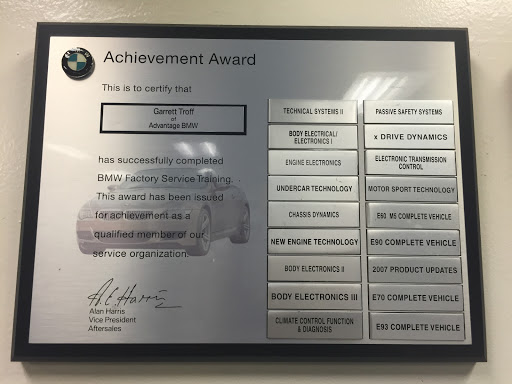 Achievement Award
This is to certify that
Garrett Troff
of
Advantage BMW
has successfully completed
BMW Factory Service Training.
This award has been issued
for achievement as a
qualified member of our
service organization.
A.E. Harris
Alan Harris
Vice President
Aftersales
TECHNICAL SYSTEMS II
BODY ELECTRICAL/
ELECTRONICS I
ENGINE ELECTRONICS
UNDERCAR TECHNOLOGY
CHASSIS DYNAMICS
NEW ENGINE TECHNOLOGY
BODY ELECTRONICS II
BODY ELECTRONICS III
CLIMATE CONTROL FUNCTION
& DIAGNOSIS
PASSIVE SAFETY SYSTEMS
x DRIVE DYNAMICS
ELECTRONIC TRANSMISSION
CONTROL
MOTOR SPORT TECHNOLOGY
E60 M5 COMPLETE VEHICLE
E90 COMPLETE VEHICLE
2007 PRODUCT UPDATES
E70 COMPLETE VEHICLE
E93 COMPLETE VEHICLE